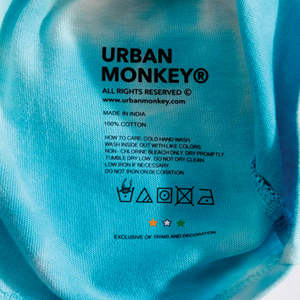 URBAN
MONKEY®
ALL RIGHTS RESERVED ©
www.urbanmonkey.com
MADE IN INDIA
100% COTTON
HOW TO CARE: COLD HAND WASH
WASH INSIDE OUT WITH LIKE COLORS
NON- CHLORINE BLEACH ONLY, DRY PROMPTLY
TUMBLE DRY LOW. DO NOT DRY CLEAN
LOW IRON IF NECESSARY
DO NOT IRON ON DECORATION
EXCLUSIVE OF TRIMS AND DECORATION